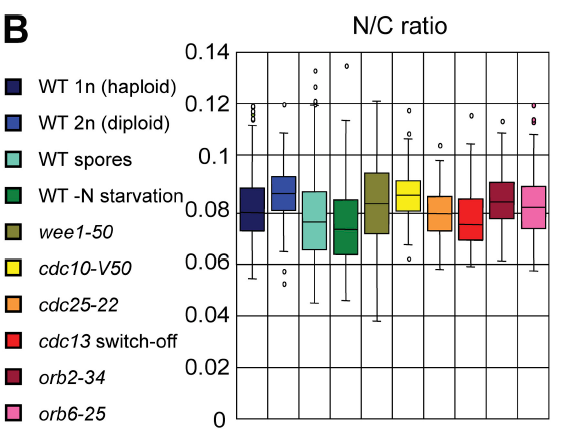 B
N/C ratio
WT 1n (haploid)
WT 2n (diploid)
WT spores
WT -N starvation
wee1-50
cdc10-V50
cdc25-22
cdc13 switch-off
orb2-34
orb6-25
0.14
0.12
0.1
0.08
0.06
0.04
0.02
0